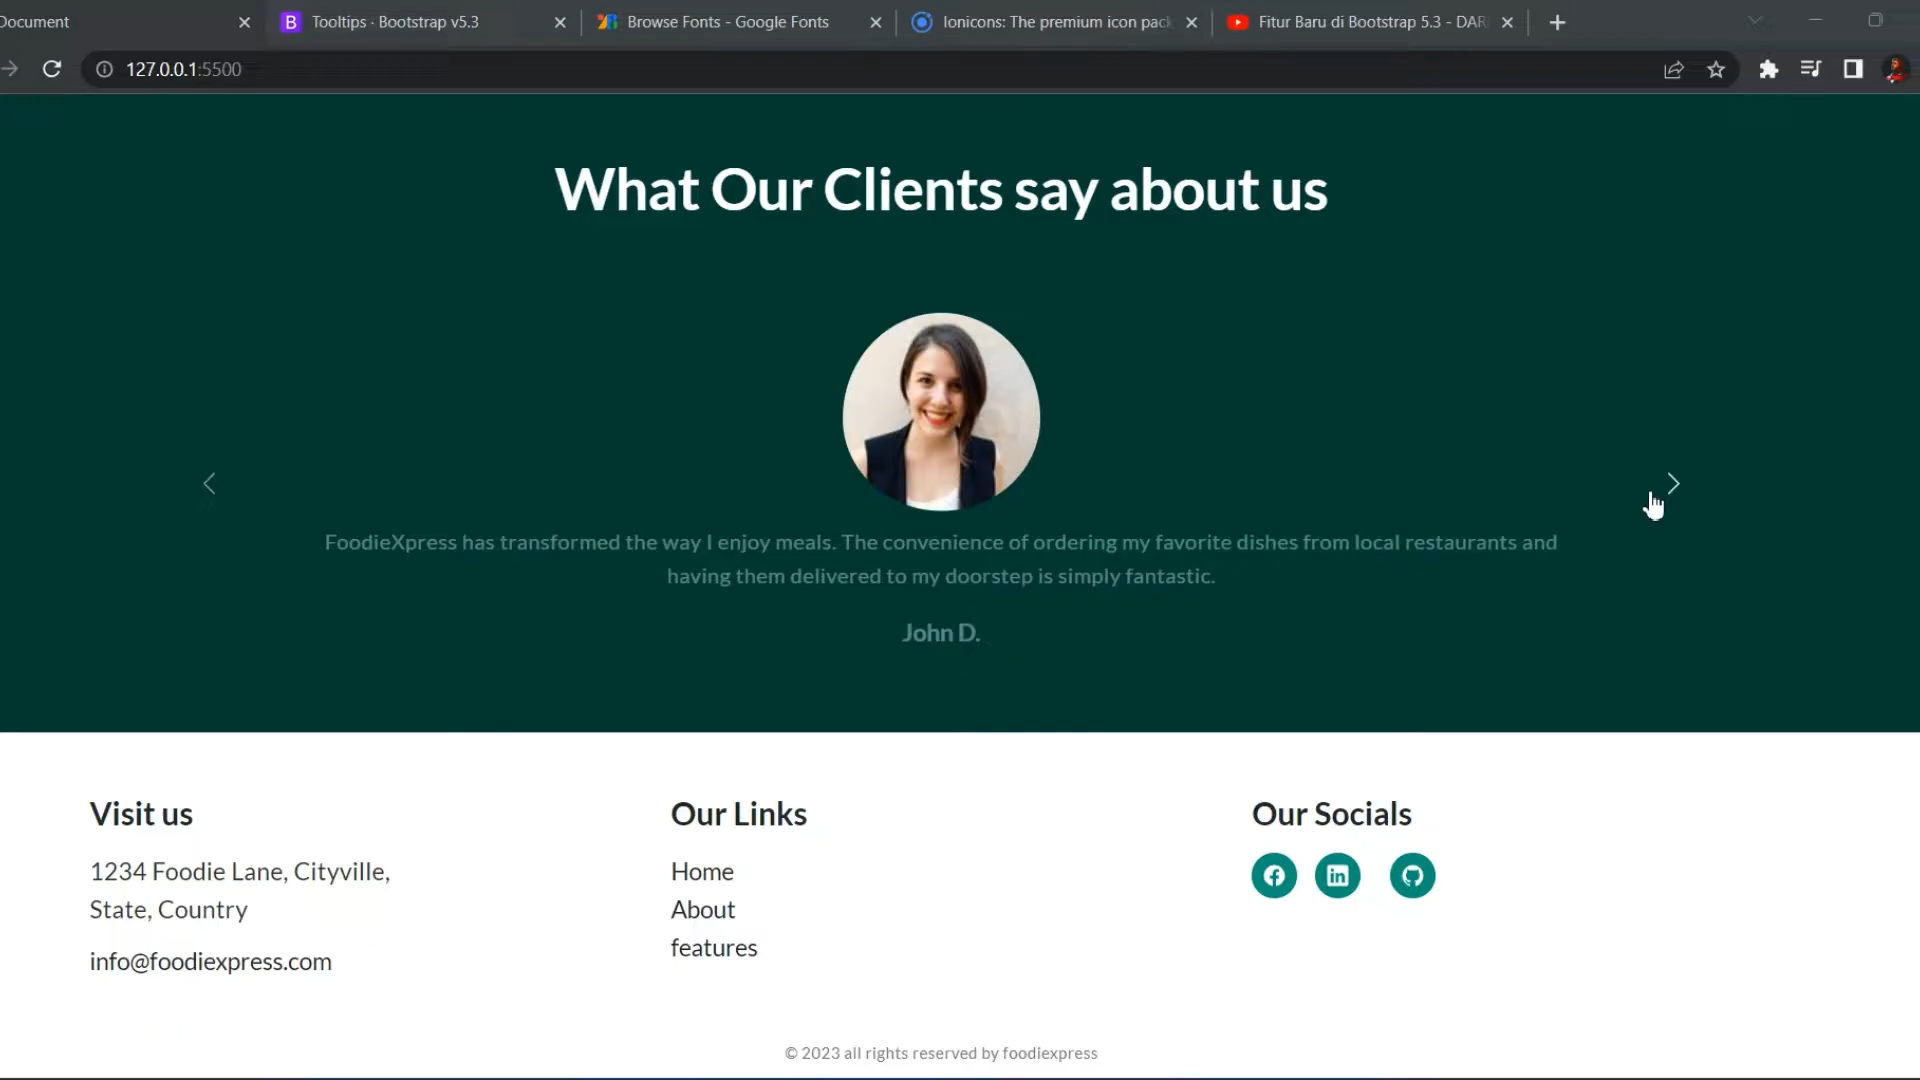 Document
Tooltips · Bootstrap v5.3
Browse Fonts - Google Fonts
Ionicons: The premium icon pack
Fitur Baru di Bootstrap 5.3 - DAR
127.0.0.1:5500
What Our Clients say about us
FoodieXpress has transformed the way I enjoy meals. The convenience of ordering my favorite dishes from local restaurants and
having them delivered to my doorstep is simply fantastic.
John D.
Visit us
1234 Foodie Lane, Cityville,
State, Country
info@foodiexpress.com
Our Links
Home
About
features
Our Socials
© 2023 all rights reserved by foodiexpress